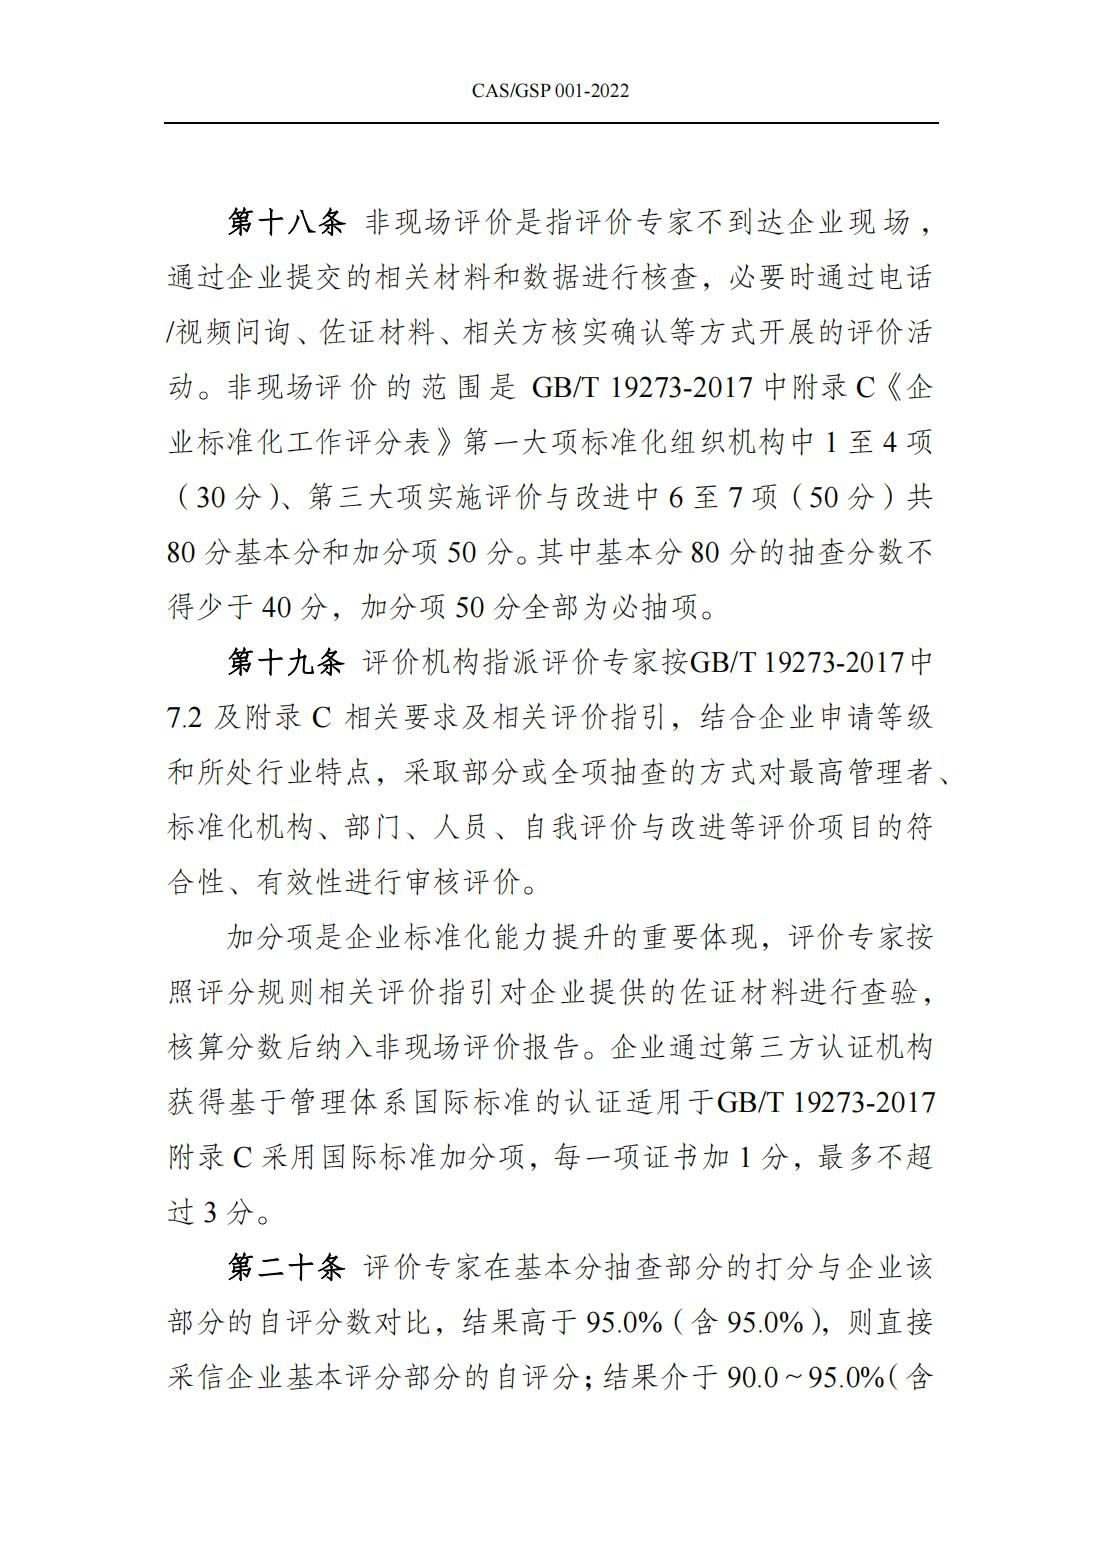 CAS/GSP 001-2022
第十八条 非现场评价是指评价专家不到达企业现场，
通过企业提交的相关材料和数据进行核查，必要时通过电话
/视频问询、佐证材料、相关方核实确认等方式开展的评价活
动。非现场评价的范围是 GB/T 19273-2017 中附录 C《企
业标准化工作评分表》第一大项标准化组织机构中 1 至 4 项
（30 分）、第三大项实施评价与改进中 6 至 7 项（50 分）共
80 分基本分和加分项 50 分。其中基本分 80 分的抽查分数不
得少于 40 分，加分项 50 分全部为必抽项。
第十九条 评价机构指派评价专家按GB/T 19273-2017中
7.2 及附录 C 相关要求及相关评价指引，结合企业申请等级
和所处行业特点，采取部分或全项抽查的方式对最高管理者、
标准化机构、部门、人员、自我评价与改进等评价项目的符
合性、有效性进行审核评价。
加分项是企业标准化能力提升的重要体现，评价专家按
照评分规则相关评价指引对企业提供的佐证材料进行查验，
核算分数后纳入非现场评价报告。企业通过第三方认证机构
获得基于管理体系国际标准的认证适用于GB/T 19273-2017
附录 C 采用国际标准加分项，每一项证书加 1 分，最多不超
过 3 分。
第二十条 评价专家在基本分抽查部分的打分与企业该
部分的自评分数对比，结果高于 95.0%（含 95.0%），则直接
采信企业基本评分部分的自评分；结果介于 90.0～95.0%（含